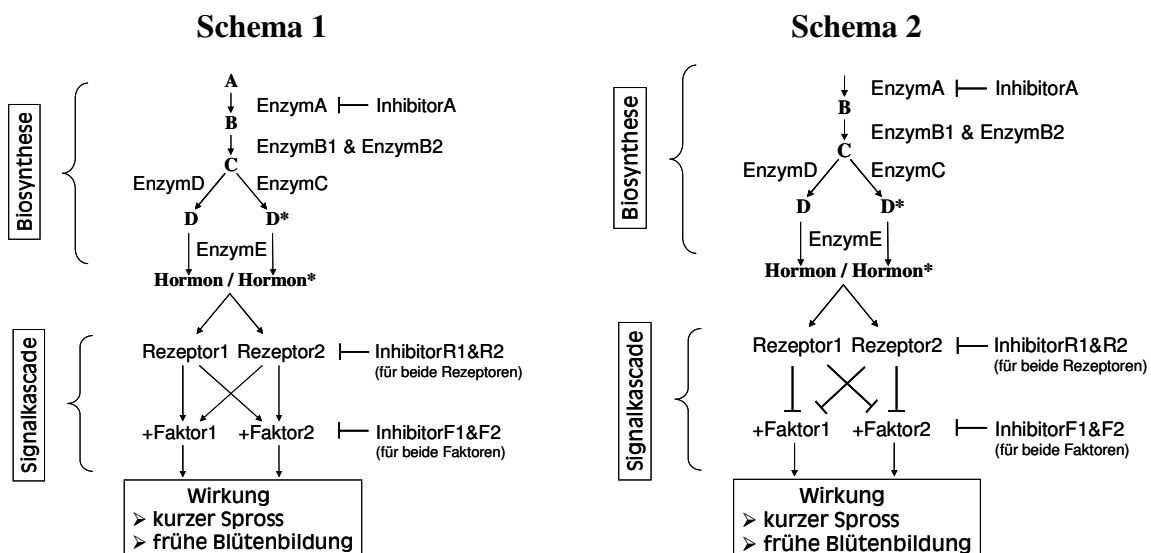 Schema 1
Biosynthese
A
EnzymA InhibitorA
B
EnzymB1 & EnzymB2
C
EnzymD EnzymC
D D*
EnzymE
Hormon / Hormon*
Signalkascade
Rezeptor1 Rezeptor2 InhibitorR1&R2
(für beide Rezeptoren)
+Faktor1 +Faktor2 InhibitorF1&F2
(für beide Faktoren)
Wirkung
➢ kurzer Spross
➢ frühe Blütenbildung
Schema 2
Biosynthese
EnzymA InhibitorA
B
EnzymB1 & EnzymB2
C
EnzymD EnzymC
D D*
EnzymE
Hormon / Hormon*
Signalkascade
Rezeptor1 Rezeptor2 InhibitorR1&R2
(für beide Rezeptoren)
+Faktor1 +Faktor2 InhibitorF1&F2
(für beide Faktoren)
Wirkung
➢ kurzer Spross
➢ frühe Blütenbildung